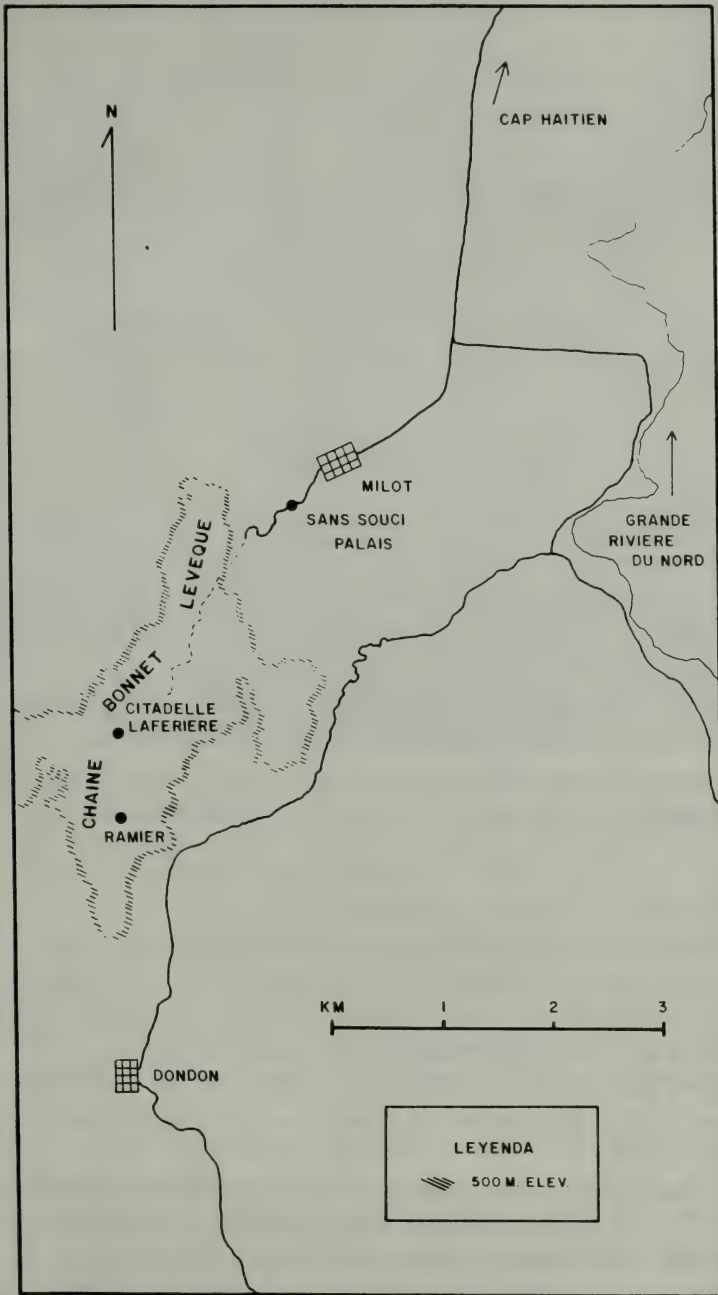 N
CAP HAITIEN
MILOT
SANS SOUCI
PALAIS
GRANDE
RIVIERE
DU NORD
LEVEQUE
BONNET
CITADELLE
LAFERIERE
CHAINE
RAMIER
KM 1 2 3
DONDON
LEYENDA
500 M. ELEV.